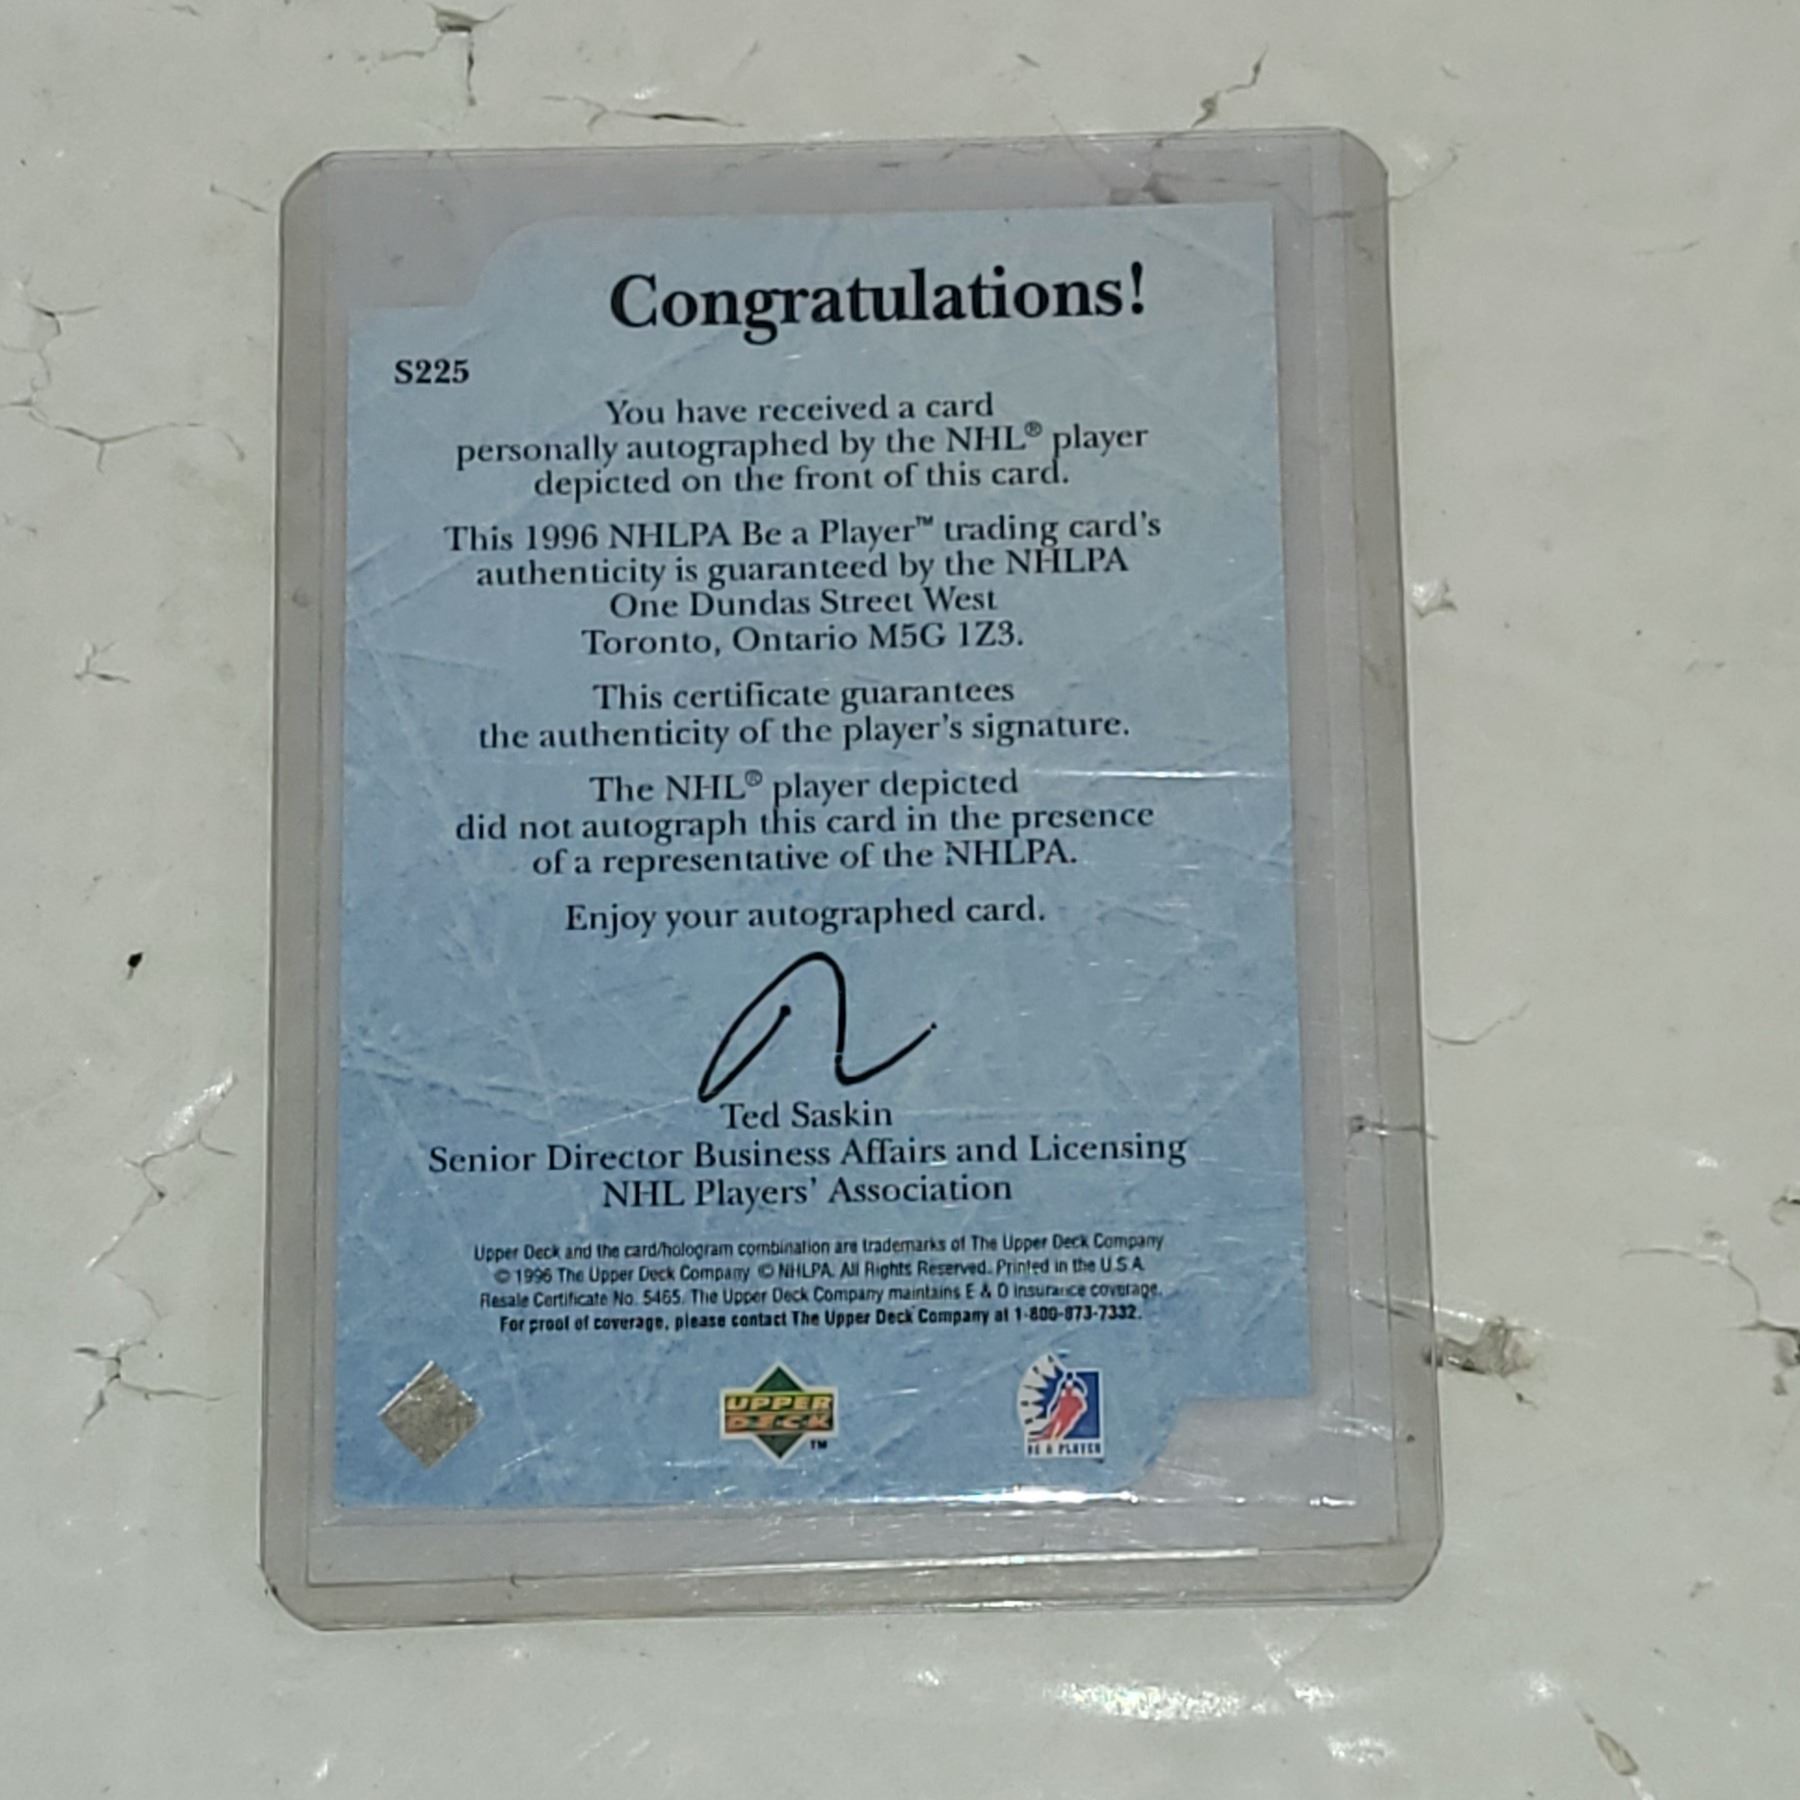 Congratulations!
S225
You have received a card
personally autographed by the NHL® player
depicted on the front of this card.
This 1996 NHLPA Be a Player™ trading card's
authenticity is guaranteed by the NHLPA
One Dundas Street West
Toronto, Ontario M5G 1Z3.
This certificate guarantees
the authenticity of the player's signature.
The NHL® player depicted
did not autograph this card in the presence
of a representative of the NHLPA.
Enjoy your autographed card.
Ted Saskin
Senior Director Business Affairs and Licensing
NHL Players' Association
Upper Deck and the card/hologram combination are trademarks of The Upper Deck Company
© 1996 The Upper Deck Company © NHLPA. All Rights Reserved. Printed in the U.S.A.
Resale Certificate No. 5465. The Upper Deck Company maintains E & O insurance coverage.
For proof of coverage, please contact The Upper Deck Company at 1-800-873-7332.
UPPER
DECK
TM
BE A PLAYER